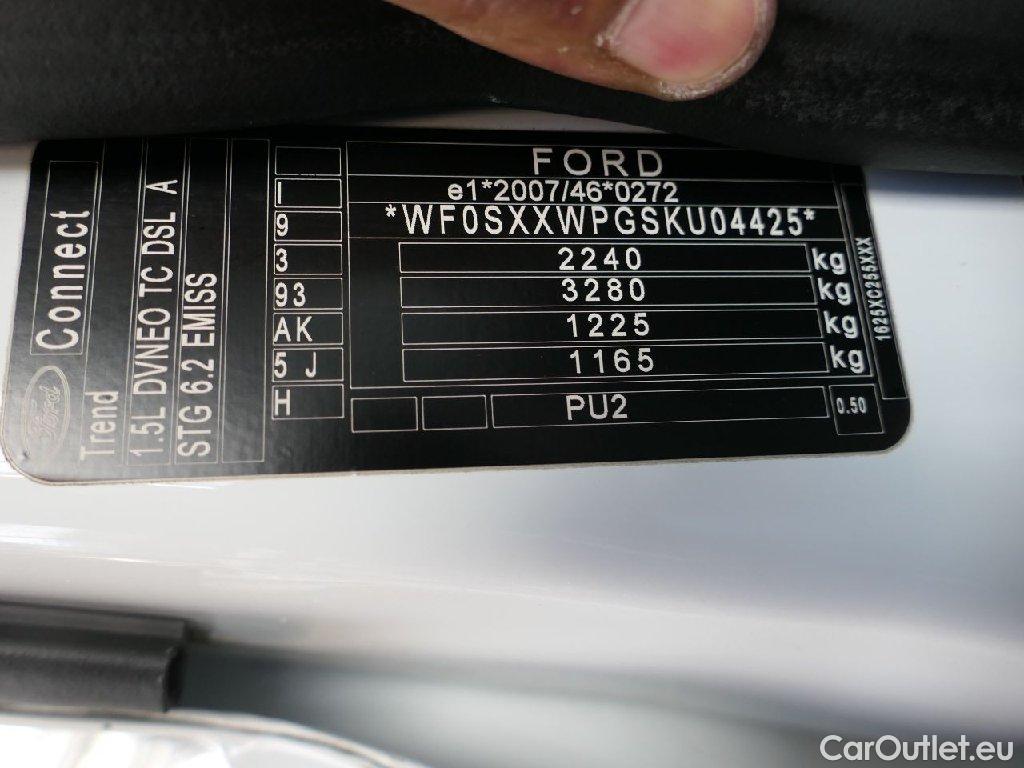 Ford
Connect
Trend
1.5L DVNEO TC DSL A
STG 6.2 EMISS
FORD
I e1*2007/46*0272
9 *WF0SXXWPGSKU04425*
3 2240 kg
93 3280 kg
AK 1225 kg
5 J 1165 kg
H PU2 0.50
1625XC255XXX
CarOutlet.eu